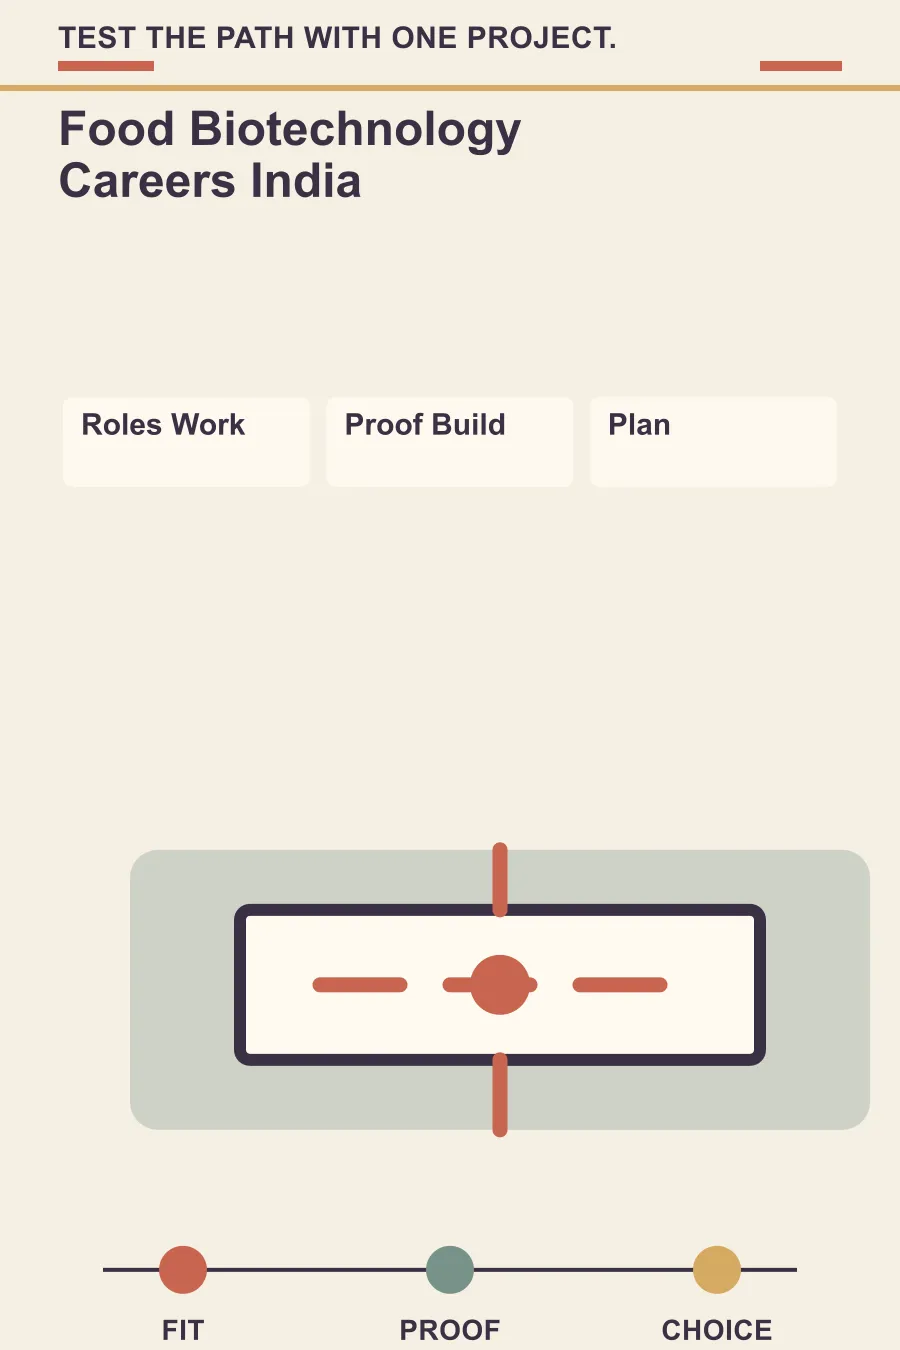 TEST THE PATH WITH ONE PROJECT.
Food Biotechnology
Careers India
Roles Work
Proof Build
Plan
FIT
PROOF
CHOICE